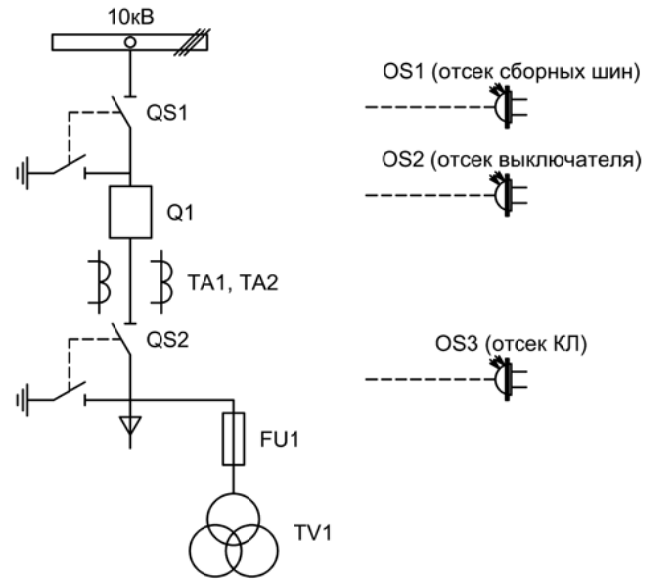 10кВ
OS1 (отсек сборных шин)
QS1
OS2 (отсек выключателя)
Q1
TA1, TA2
QS2
OS3 (отсек КЛ)
FU1
TV1